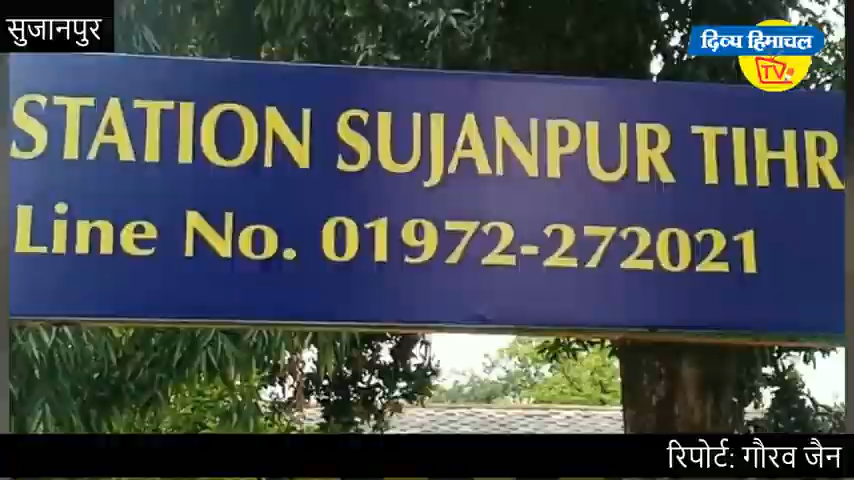 सुजानपुर
दिव्य हिमाचल
TV
STATION SUJANPUR TIHR
Line No. 01972-272021
रिपोर्ट: गौरव जैन